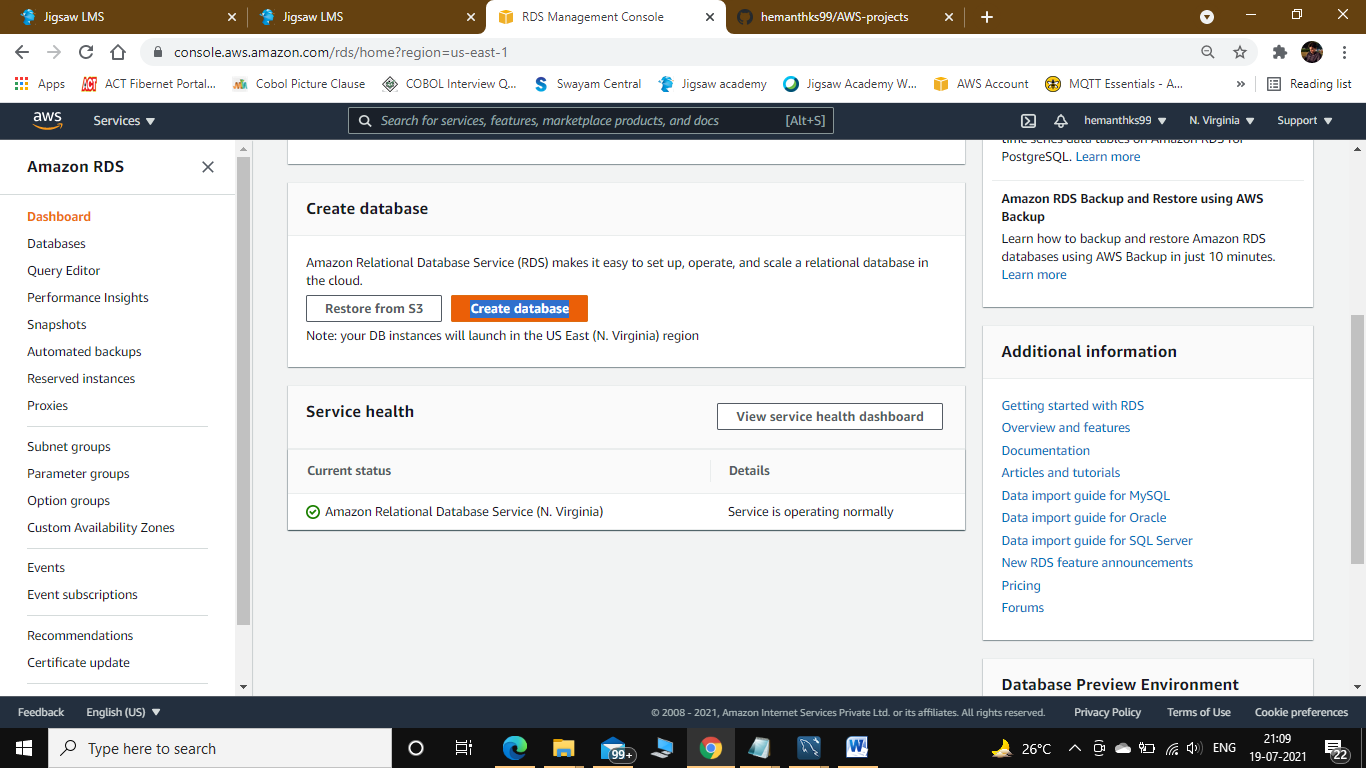 Jigsaw LMS
Jigsaw LMS
RDS Management Console
hemanthks99/AWS-projects
console.aws.amazon.com/rds/home?region=us-east-1
Apps
ACT Fibernet Portal...
Cobol Picture Clause
COBOL Interview Q...
Swayam Central
Jigsaw academy
Jigsaw Academy W...
AWS Account
MQTT Essentials - A...
»
Reading list
aws
Services
Search for services, features, marketplace products, and docs
[Alt+S]
hemanthks99
N. Virginia
Support
Amazon RDS
Dashboard
Databases
Query Editor
Performance Insights
Snapshots
Automated backups
Reserved instances
Proxies
Subnet groups
Parameter groups
Option groups
Custom Availability Zones
Events
Event subscriptions
Recommendations
Certificate update
Create database
Amazon Relational Database Service (RDS) makes it easy to set up, operate, and scale a relational database in
the cloud.
Restore from S3
Create database
Note: your DB instances will launch in the US East (N. Virginia) region
Service health
View service health dashboard
Current status
Details
Amazon Relational Database Service (N. Virginia)
Service is operating normally
time series data tables on Amazon RDS for
PostgreSQL. Learn more
Amazon RDS Backup and Restore using AWS
Backup
Learn how to backup and restore Amazon RDS
databases using AWS Backup in just 10 minutes.
Learn more
Additional information
Getting started with RDS
Overview and features
Documentation
Articles and tutorials
Data import guide for MySQL
Data import guide for Oracle
Data import guide for SQL Server
New RDS feature announcements
Pricing
Forums
Database Preview Environment
Feedback
English (US)
© 2008 - 2021, Amazon Internet Services Private Ltd. or its affiliates. All rights reserved.
Privacy Policy
Terms of Use
Cookie preferences
Type here to search
99+
26°C
ENG
21:09
19-07-2021
22